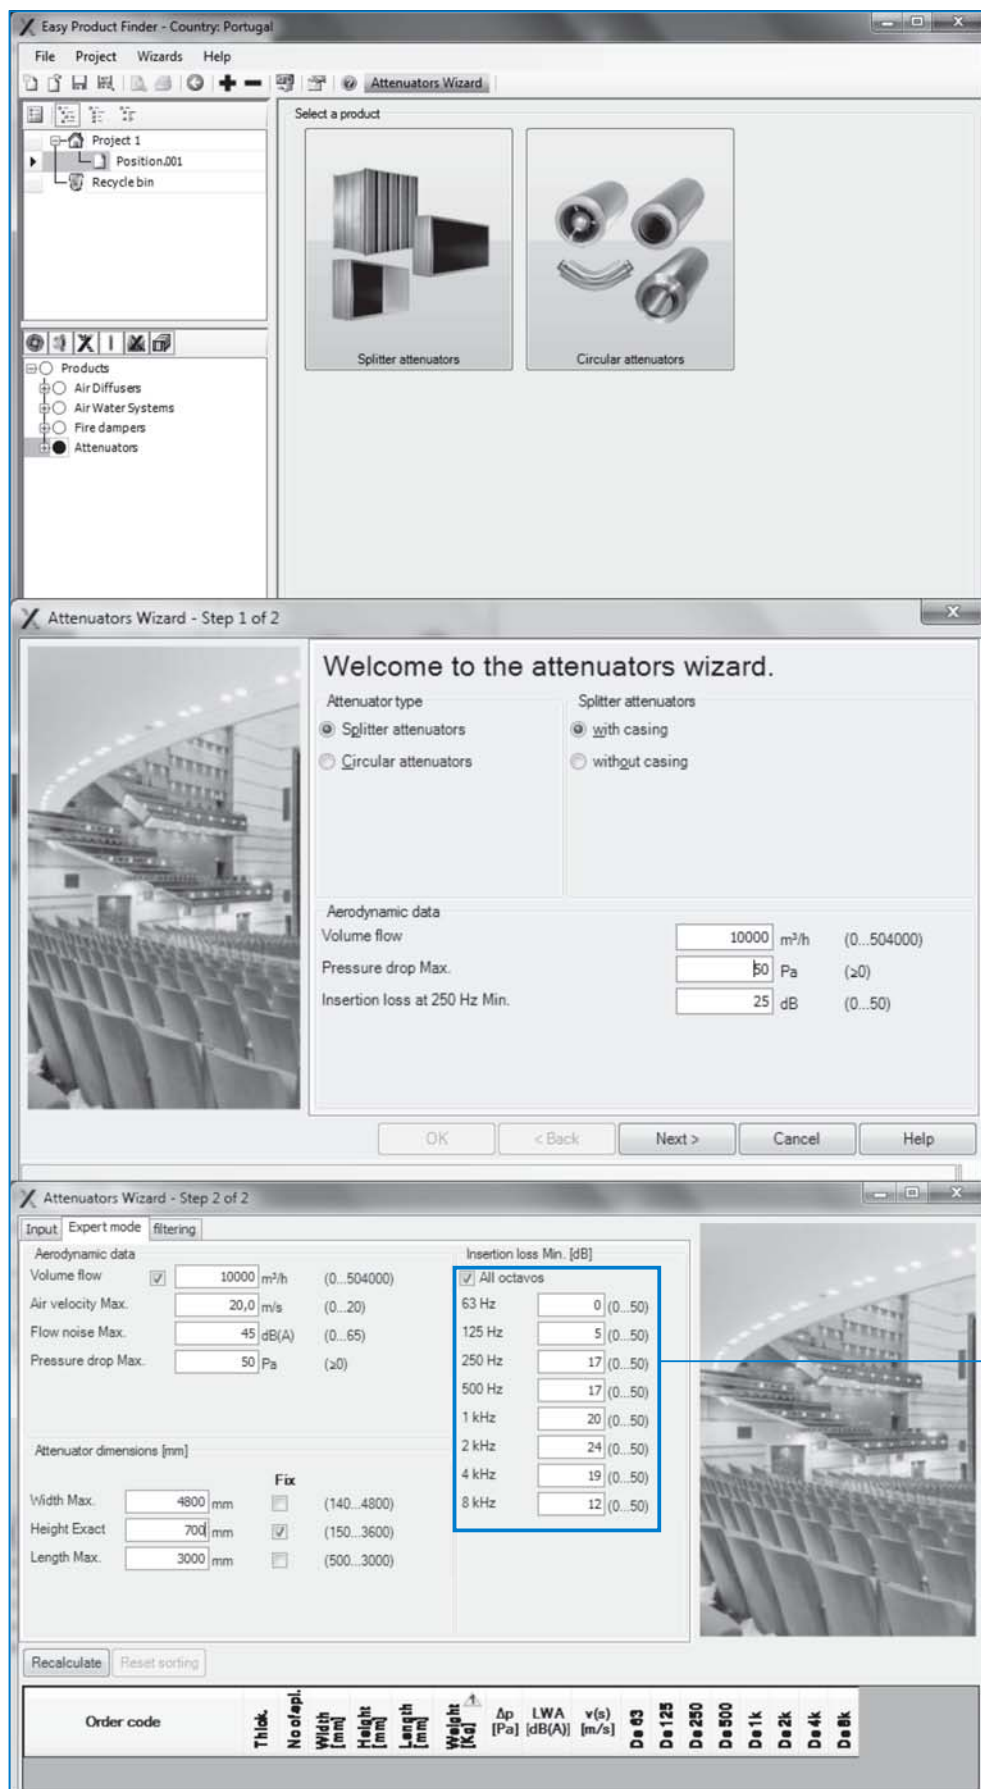 Easy Product Finder - Country: Portugal
File Project Wizards Help
Attenuators Wizard
Select a product
Project 1
Position.001
Recycle bin
Splitter attenuators
Circular attenuators
Products
Air Diffusers
Air Water Systems
Fire dampers
Attenuators
Attenuators Wizard - Step 1 of 2
Welcome to the attenuators wizard.
Attenuator type
Splitter attenuators
Circular attenuators
Splitter attenuators
with casing
without casing
Aerodynamic data
Volume flow 10000 m³/h (0...504000)
Pressure drop Max. 50 Pa (≥0)
Insertion loss at 250 Hz Min. 25 dB (0...50)
OK < Back Next > Cancel Help
Attenuators Wizard - Step 2 of 2
Input Expert mode filtering
Aerodynamic data
Volume flow 10000 m³/h (0...504000)
Air velocity Max. 20,0 m/s (0...20)
Flow noise Max. 45 dB(A) (0...65)
Pressure drop Max. 50 Pa (≥0)
Attenuator dimensions [mm]
Fix
Width Max. 4800 mm (140...4800)
Height Exact 700 mm (150...3600)
Length Max. 3000 mm (500...3000)
Insertion loss Min. [dB]
All octavos
63 Hz 0 (0...50)
125 Hz 5 (0...50)
250 Hz 17 (0...50)
500 Hz 17 (0...50)
1 kHz 20 (0...50)
2 kHz 24 (0...50)
4 kHz 19 (0...50)
8 kHz 12 (0...50)
Recalculate Reset sorting
Order code
Thick.
No of spl.
Width [mm]
Height [mm]
Length [mm]
Weight [Kg]
Δp [Pa]
LWA [dB(A)]
v(s) [m/s]
De 63
De 125
De 250
De 500
De 1k
De 2k
De 4k
De 8k